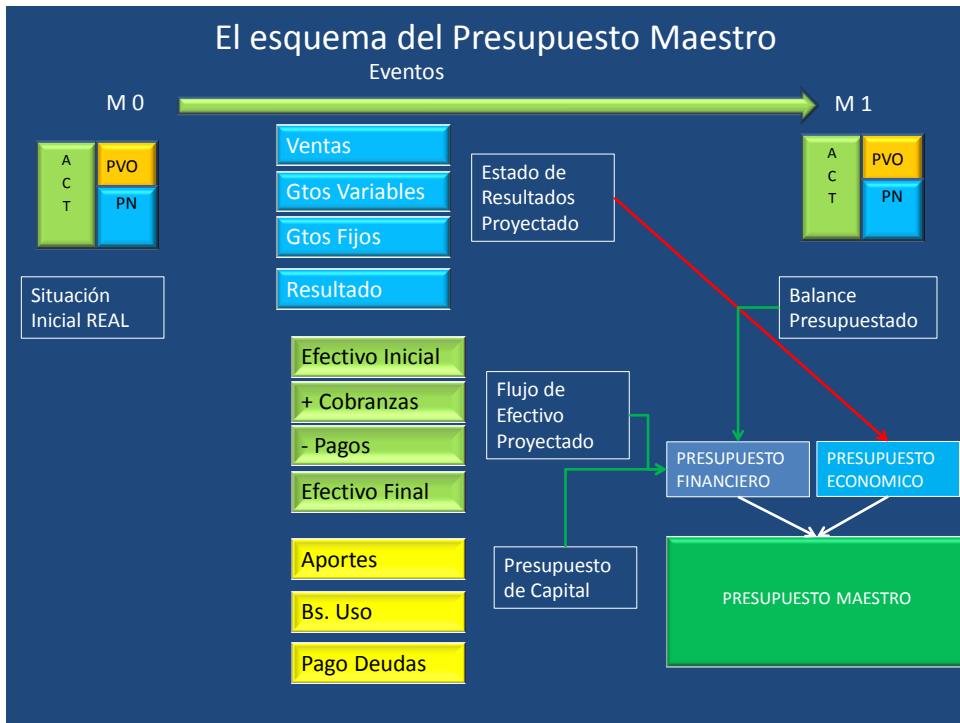 El esquema del Presupuesto Maestro
Eventos
M 0
M 1
A
C
T
PVO
PN
Situación
Inicial REAL
Ventas
Gtos Variables
Gtos Fijos
Resultado
Estado de
Resultados
Proyectado
A
C
T
PVO
PN
Balance
Presupuestado
Efectivo Inicial
+ Cobranzas
- Pagos
Efectivo Final
Flujo de
Efectivo
Proyectado
PRESUPUESTO
FINANCIERO
PRESUPUESTO
ECONOMICO
Aportes
Bs. Uso
Pago Deudas
Presupuesto
de Capital
PRESUPUESTO MAESTRO